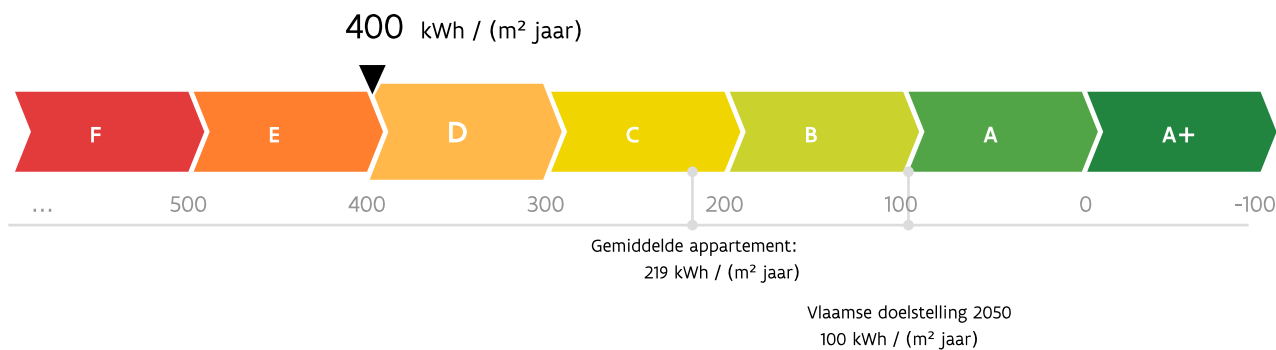 400 kWh / (m² jaar)
F E D C B A A+
... 500 400 300 200 100 0 -100
Gemiddelde appartement:
219 kWh / (m² jaar)
Vlaamse doelstelling 2050
100 kWh / (m² jaar)